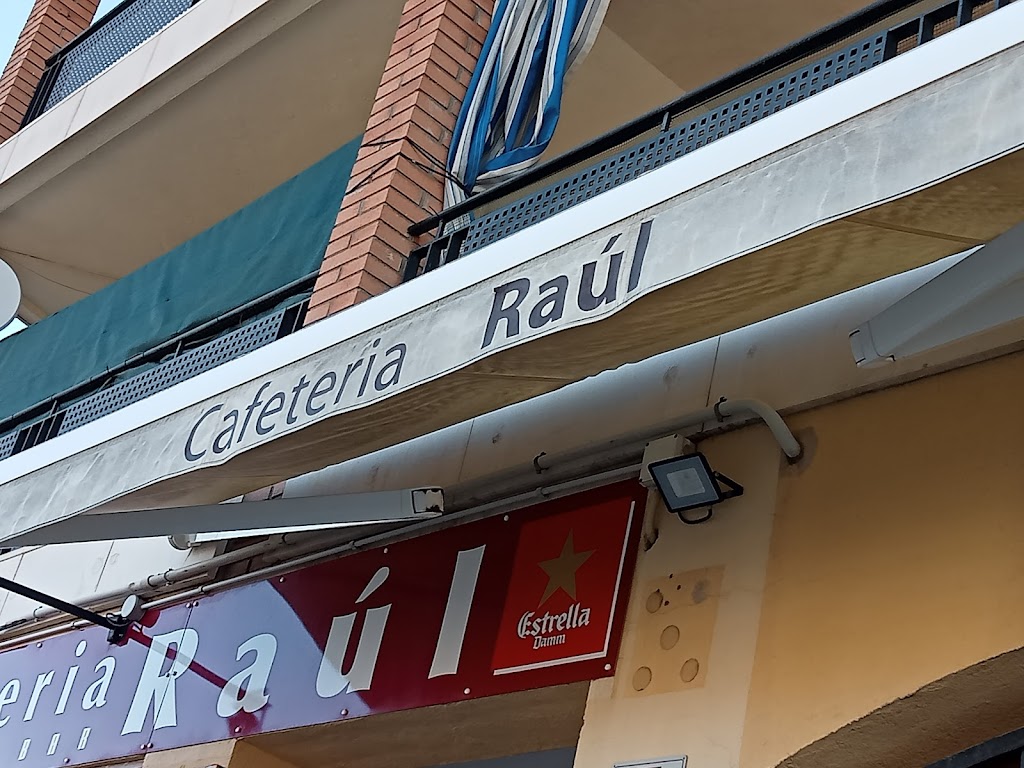 Cafeteria Raúl
eria Raúl
Estrella
Damm